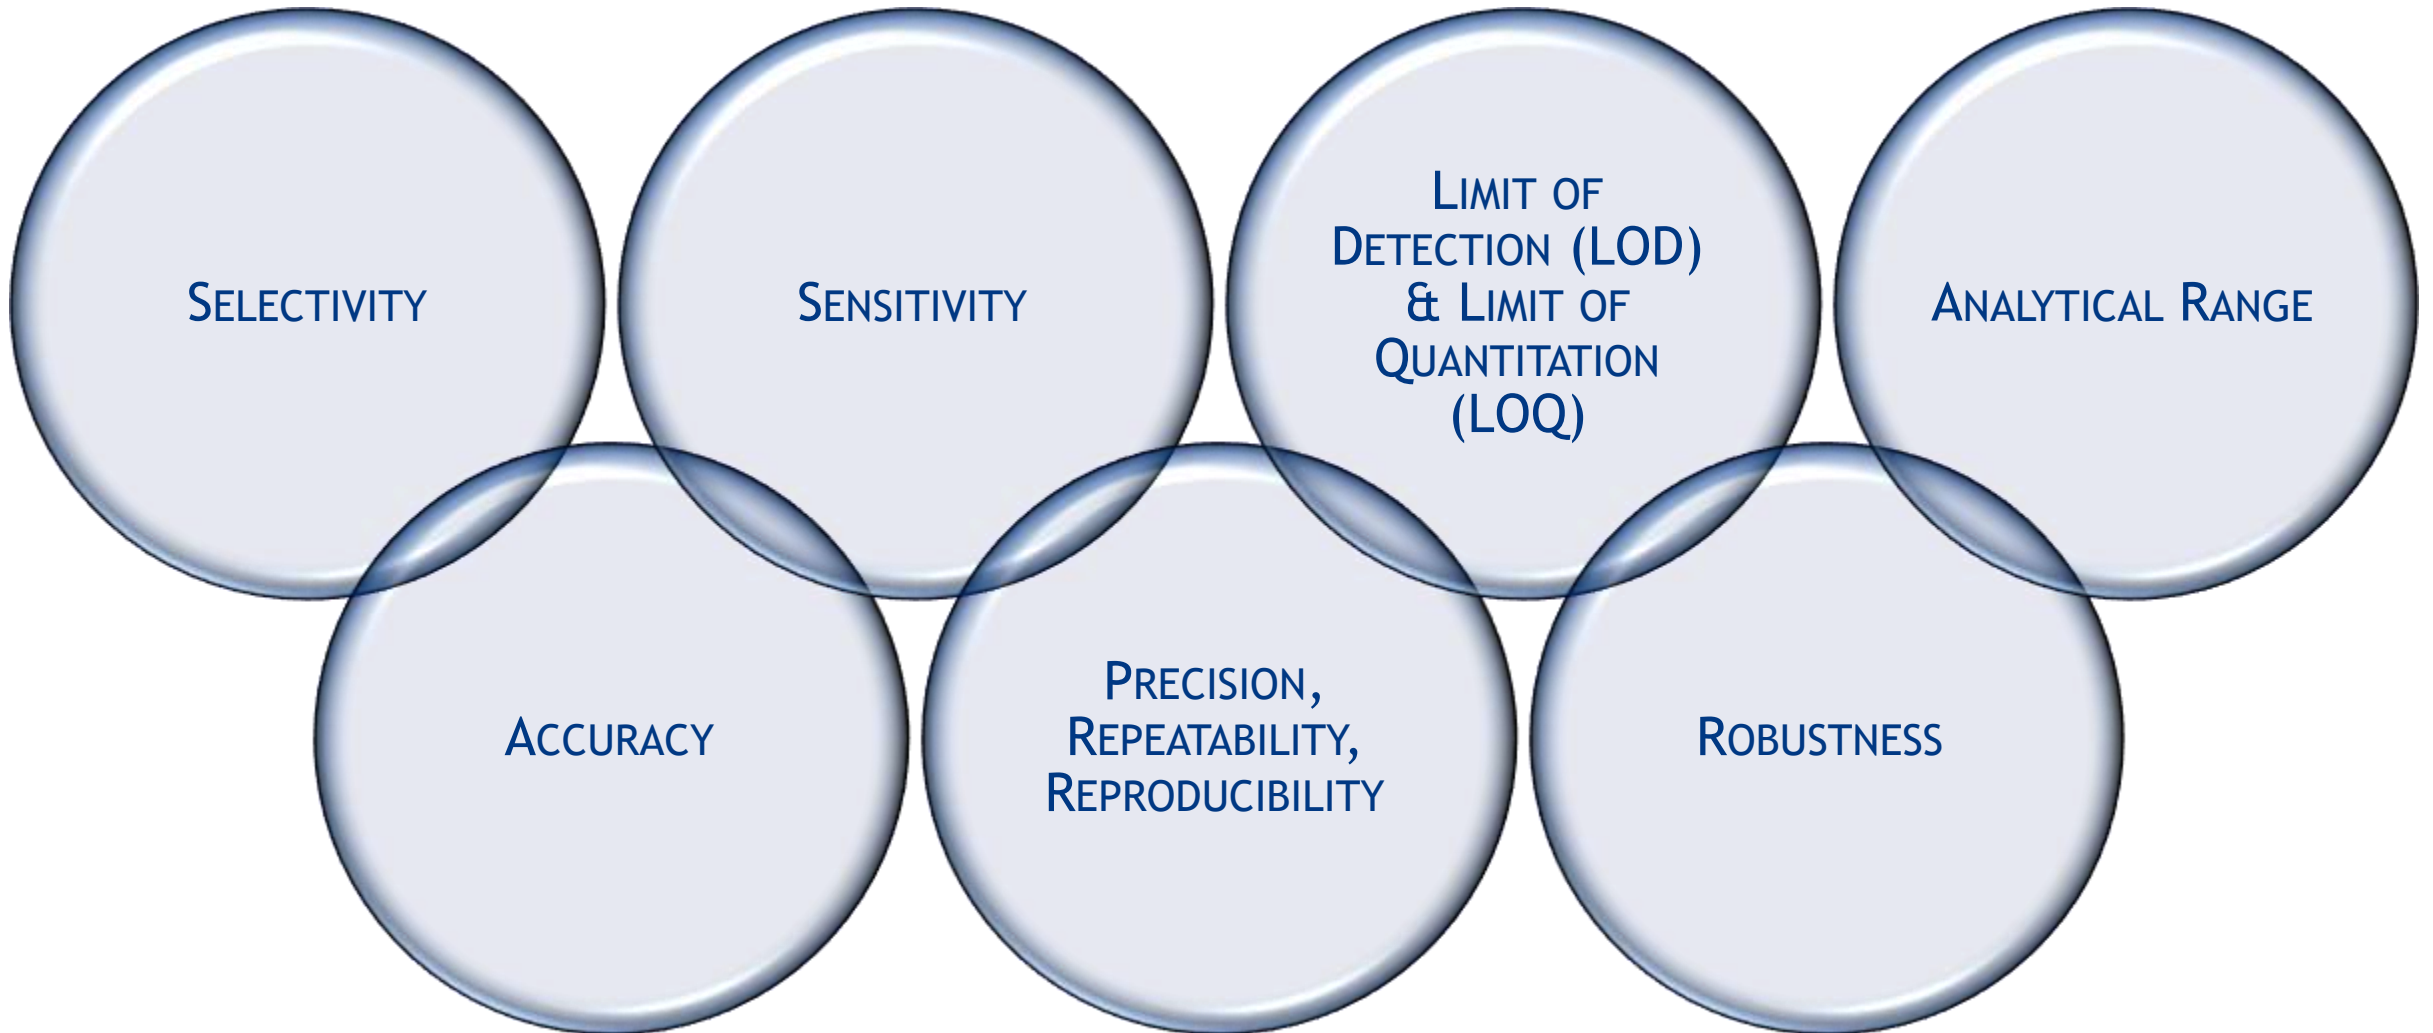 Selectivity
Sensitivity
Limit of
Detection (LOD)
& Limit of
Quantitation
(LOQ)
Analytical Range
Accuracy
Precision,
Repeatability,
Reproducibility
Robustness